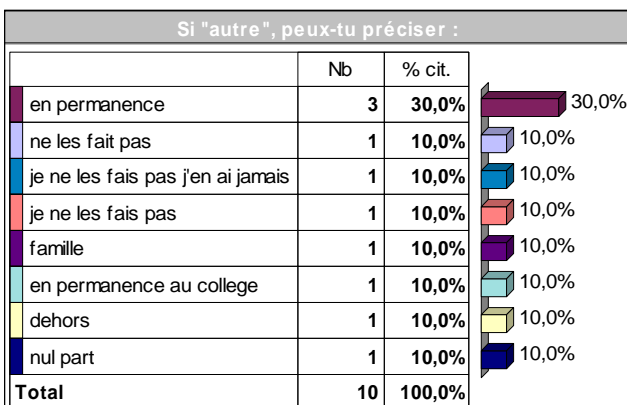 Si "autre", peux-tu préciser :
Nb % cit.
en permanence 3 30,0% 30,0%
ne les fait pas 1 10,0% 10,0%
je ne les fais pas j'en ai jamais 1 10,0% 10,0%
je ne les fais pas 1 10,0% 10,0%
famille 1 10,0% 10,0%
en permanence au college 1 10,0% 10,0%
dehors 1 10,0% 10,0%
nul part 1 10,0% 10,0%
Total 10 100,0%